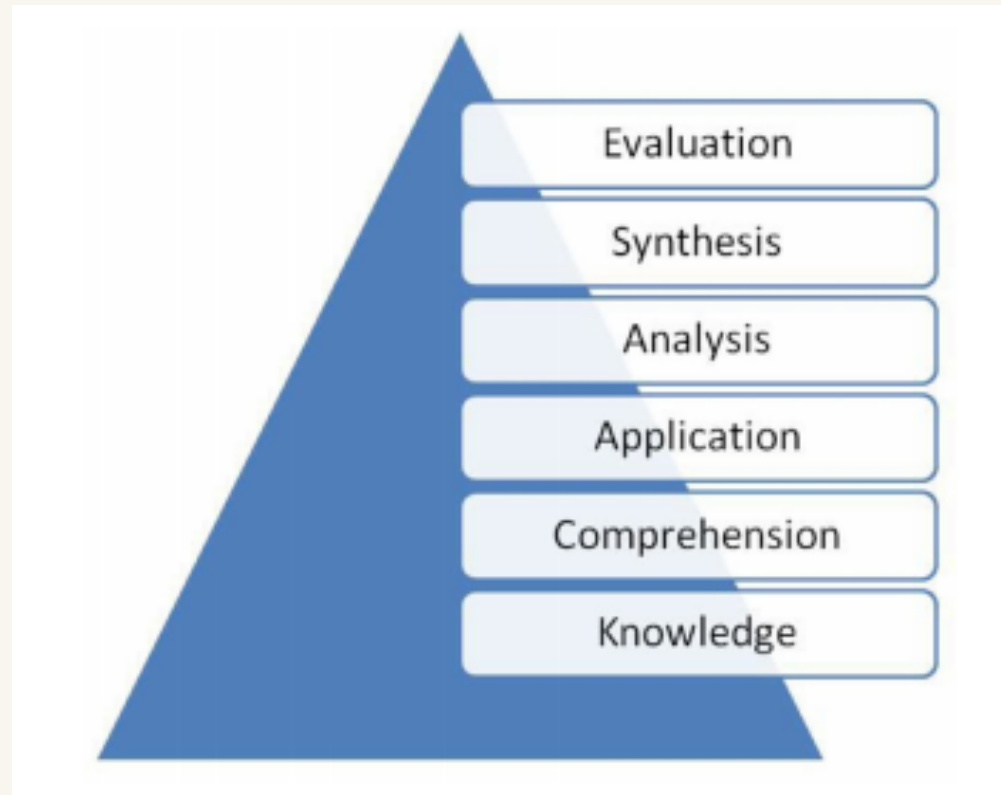 Evaluation
Synthesis
Analysis
Application
Comprehension
Knowledge